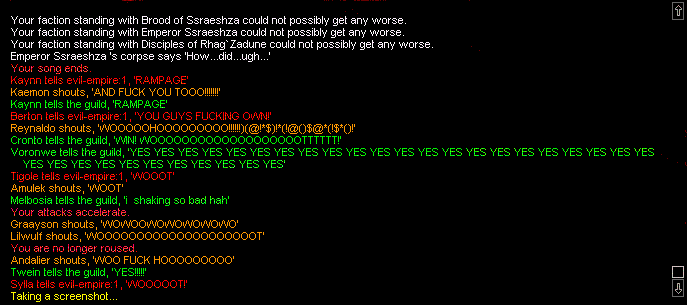 Your faction standing with Brood of Ssraeshza could not possibly get any worse.
Your faction standing with Emperor Ssraeshza could not possibly get any worse.
Your faction standing with Disciples of Rhag`Zadune could not possibly get any worse.
Emperor Ssraeshza 's corpse says 'How...did...ugh...'
Your song ends.
Kaynn tells evil-empire:1, 'RAMPAGE'
Kaemon shouts, 'AND FUCK YOU TOOO!!!!!!!'
Kaynn tells the guild, 'RAMPAGE'
Barton tells evil-empire:1, 'YOU GUYS FUCKING OWN!'
Reynaldo shouts, 'WOOOOOHOOOOOOOOO!!!!!!)(@!*$)!*(!@()$@*(!$*()!'
Cronto tells the guild, 'WIN! WOOOOOOOOOOOOOOOOOOOTTTTTT!'
Voronwe tells the guild, 'YES YES YES YES YES YES YES YES YES YES YES YES YES YES YES YES YES YES YES YES YES YES
YES YES YES YES YES YES YES YES YES YES YES'
Tigole tells evil-empire:1, 'WOOOT'
Amulek shouts, 'WOOT'
Melbosia tells the guild, 'i  shaking so bad hah'
Your attacks accelerate.
Graayson shouts, 'WOWOOWOWOWOWOWO'
Lilwulf shouts, 'WOOOOOOOOOOOOOOOOOOOOOT'
You are no longer roused.
Andalier shouts, 'WOO FUCK HOOOOOOOOO'
Twein tells the guild, 'YES!!!!!'
Sylla tells evil-empire:1, 'WOOOOOT!'
Taking a screenshot...